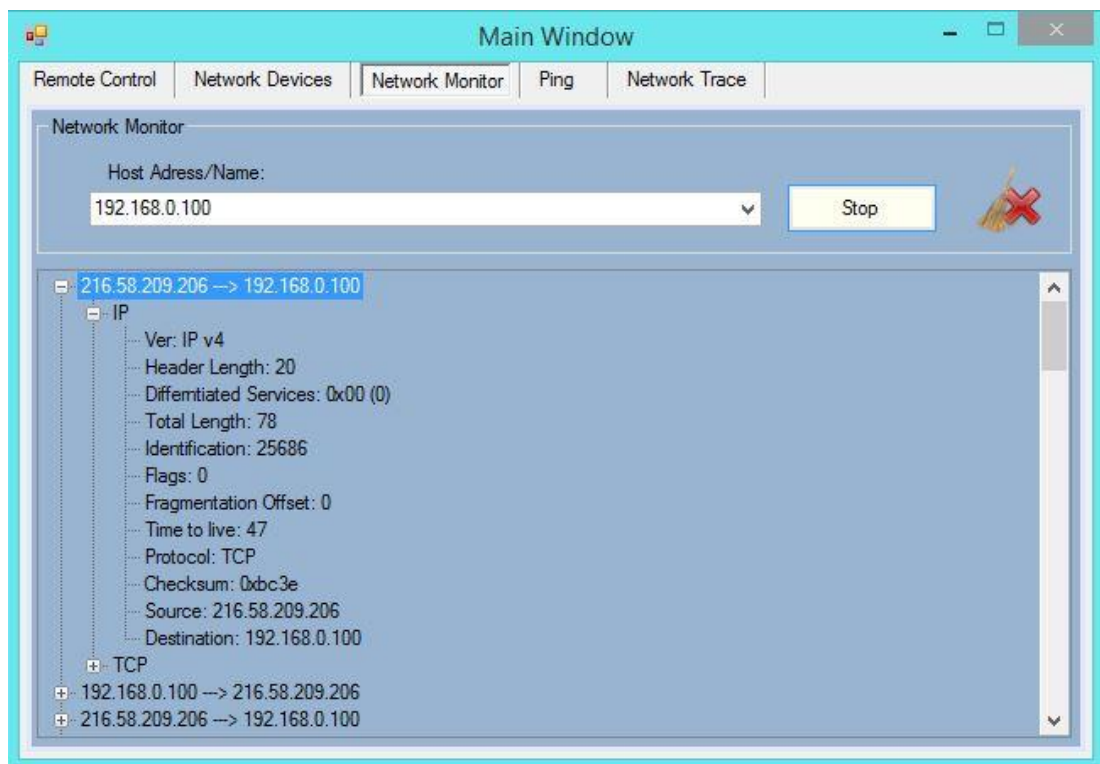 Main Window
Remote Control Network Devices Network Monitor Ping Network Trace
Network Monitor
Host Adress/Name:
192.168.0.100
Stop
216.58.209.206 ---> 192.168.0.100
IP
Ver: IP v4
Header Length: 20
Differntiated Services: 0x00 (0)
Total Length: 78
Identification: 25686
Flags: 0
Fragmentation Offset: 0
Time to live: 47
Protocol: TCP
Checksum: 0xbc3e
Source: 216.58.209.206
Destination: 192.168.0.100
TCP
192.168.0.100 ---> 216.58.209.206
216.58.209.206 ---> 192.168.0.100